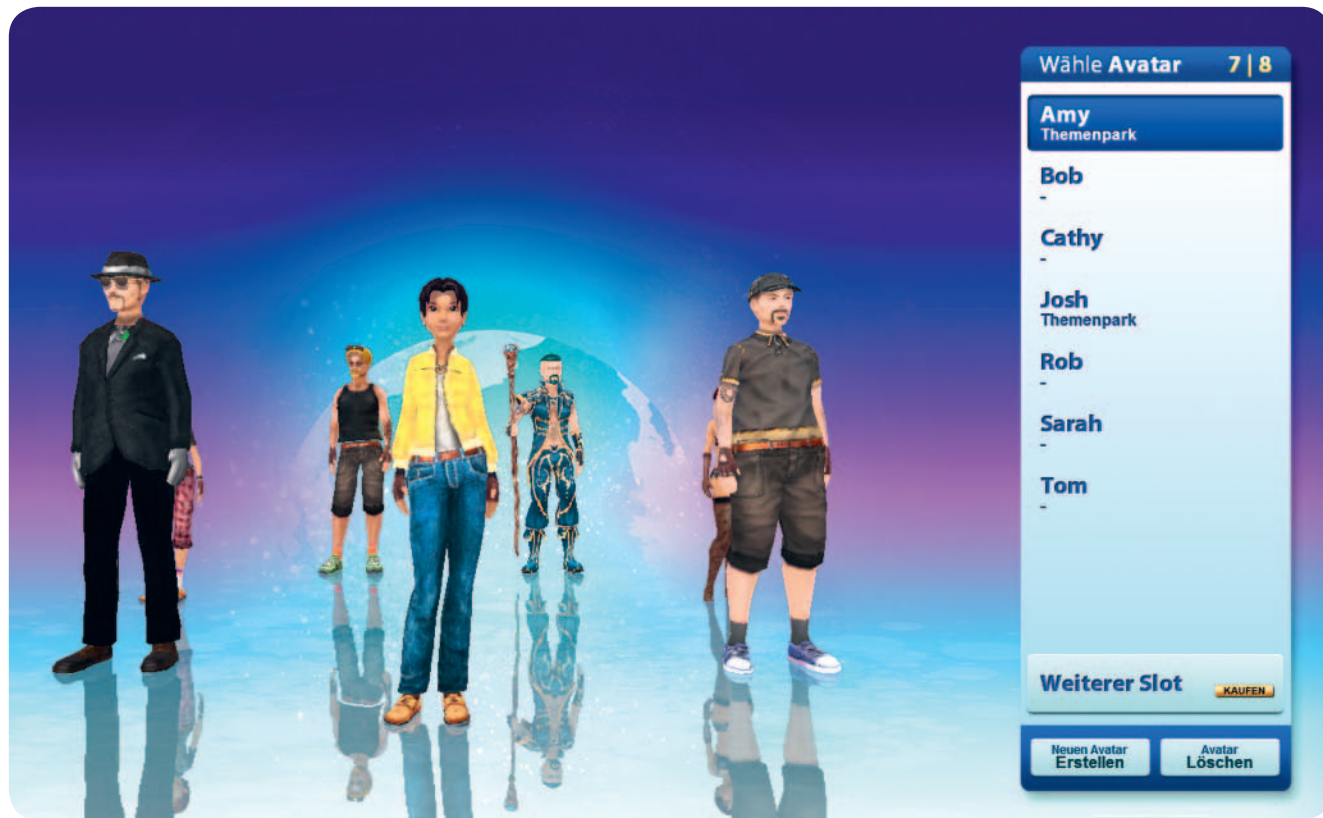 Wähle Avatar 7 | 8
Amy
Themenpark
Bob
-
Cathy
-
Josh
Themenpark
Rob
-
Sarah
-
Tom
-
Weiterer Slot KAUFEN
Neuen Avatar
Erstellen
Avatar
Löschen